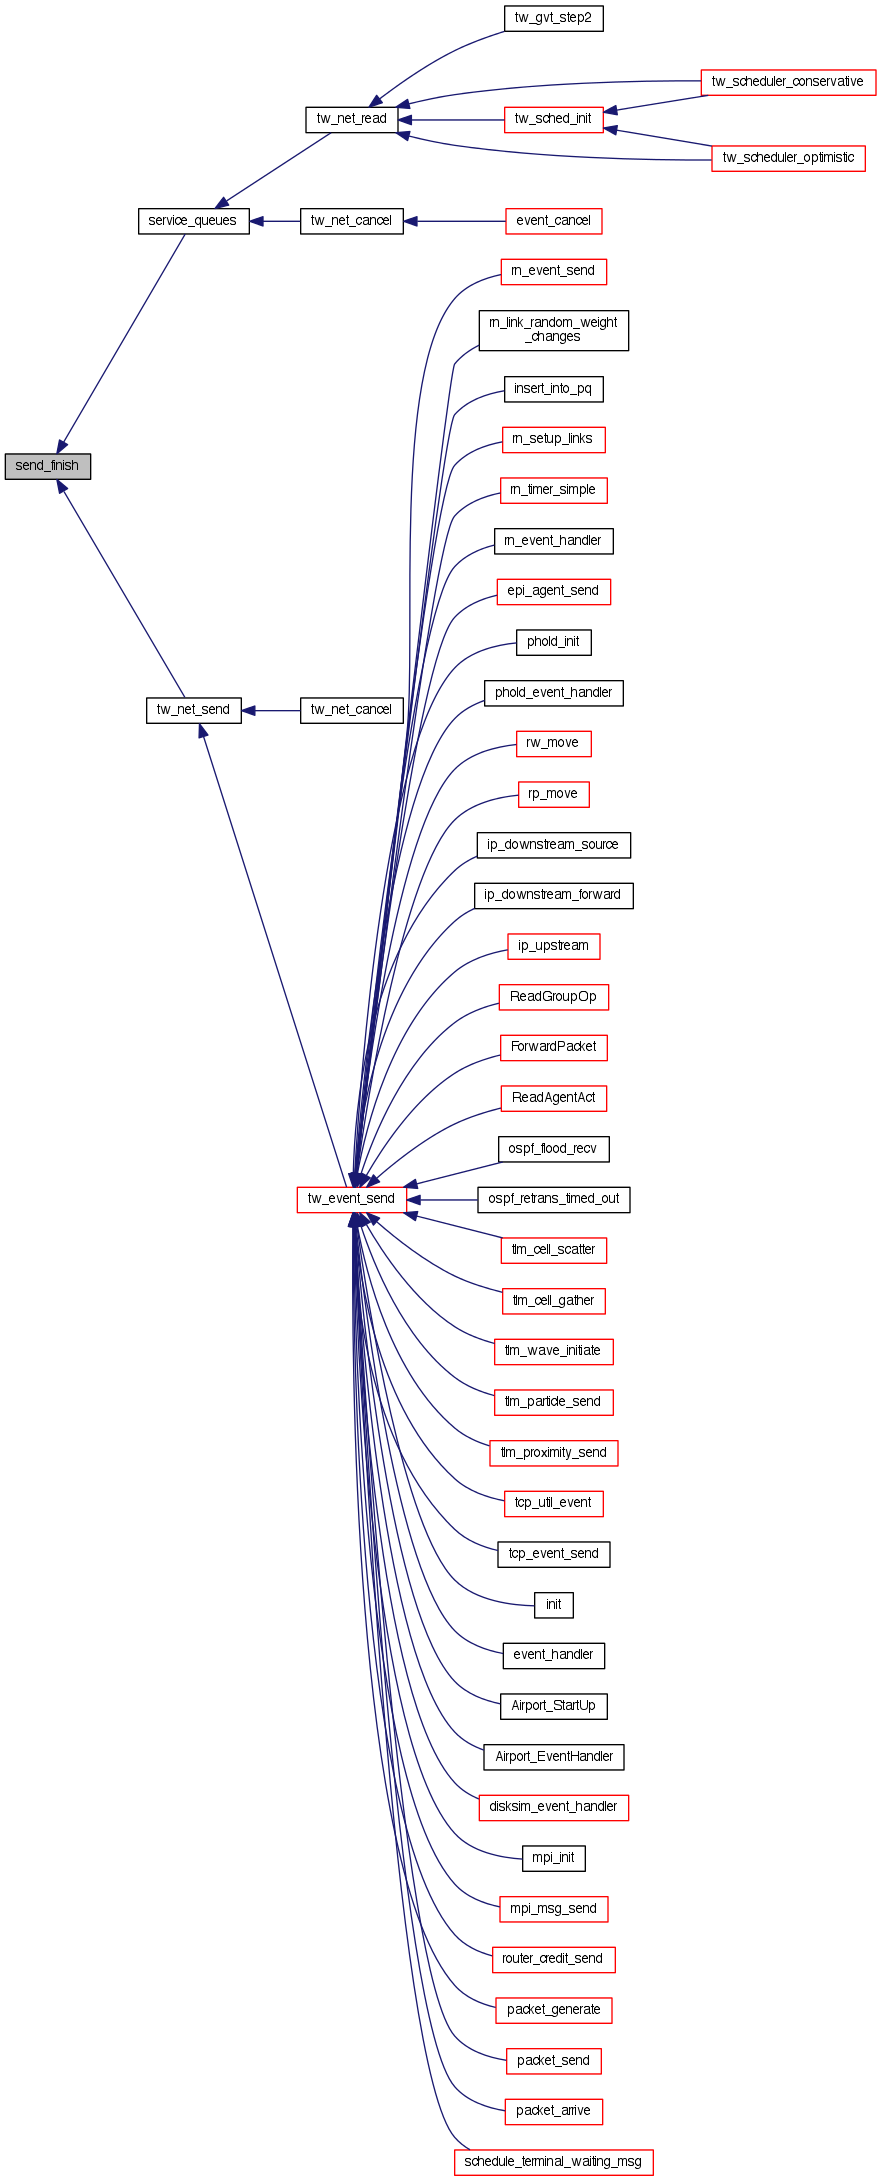 tw_gvt_step2
tw_scheduler_conservative
tw_net_read
tw_sched_init
tw_scheduler_optimistic
service_queues
tw_net_cancel
event_cancel
rn_event_send
rn_link_random_weight
_changes
insert_into_pq
rn_setup_links
send_finish
rn_timer_simple
rn_event_handler
epi_agent_send
phold_init
phold_event_handler
tw_net_send
tw_net_cancel
rw_move
rp_move
ip_downstream_source
ip_downstream_forward
ip_upstream
ReadGroupOp
ForwardPacket
ReadAgentAct
ospf_flood_recv
tw_event_send
ospf_retrans_timed_out
tlm_cell_scatter
tlm_cell_gather
tlm_wave_initiate
tlm_particle_send
tlm_proximity_send
tcp_util_event
tcp_event_send
init
event_handler
Airport_StartUp
Airport_EventHandler
disksim_event_handler
mpi_init
mpi_msg_send
router_credit_send
packet_generate
packet_send
packet_arrive
schedule_terminal_waiting_msg